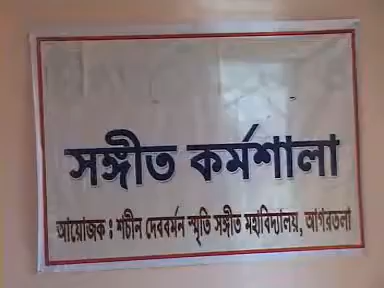 সঙ্গীত কর্মশালা
আয়োজক : শচীন দেববর্মন স্মৃতি সঙ্গীত মহাবিদ্যালয়, আগরতলা